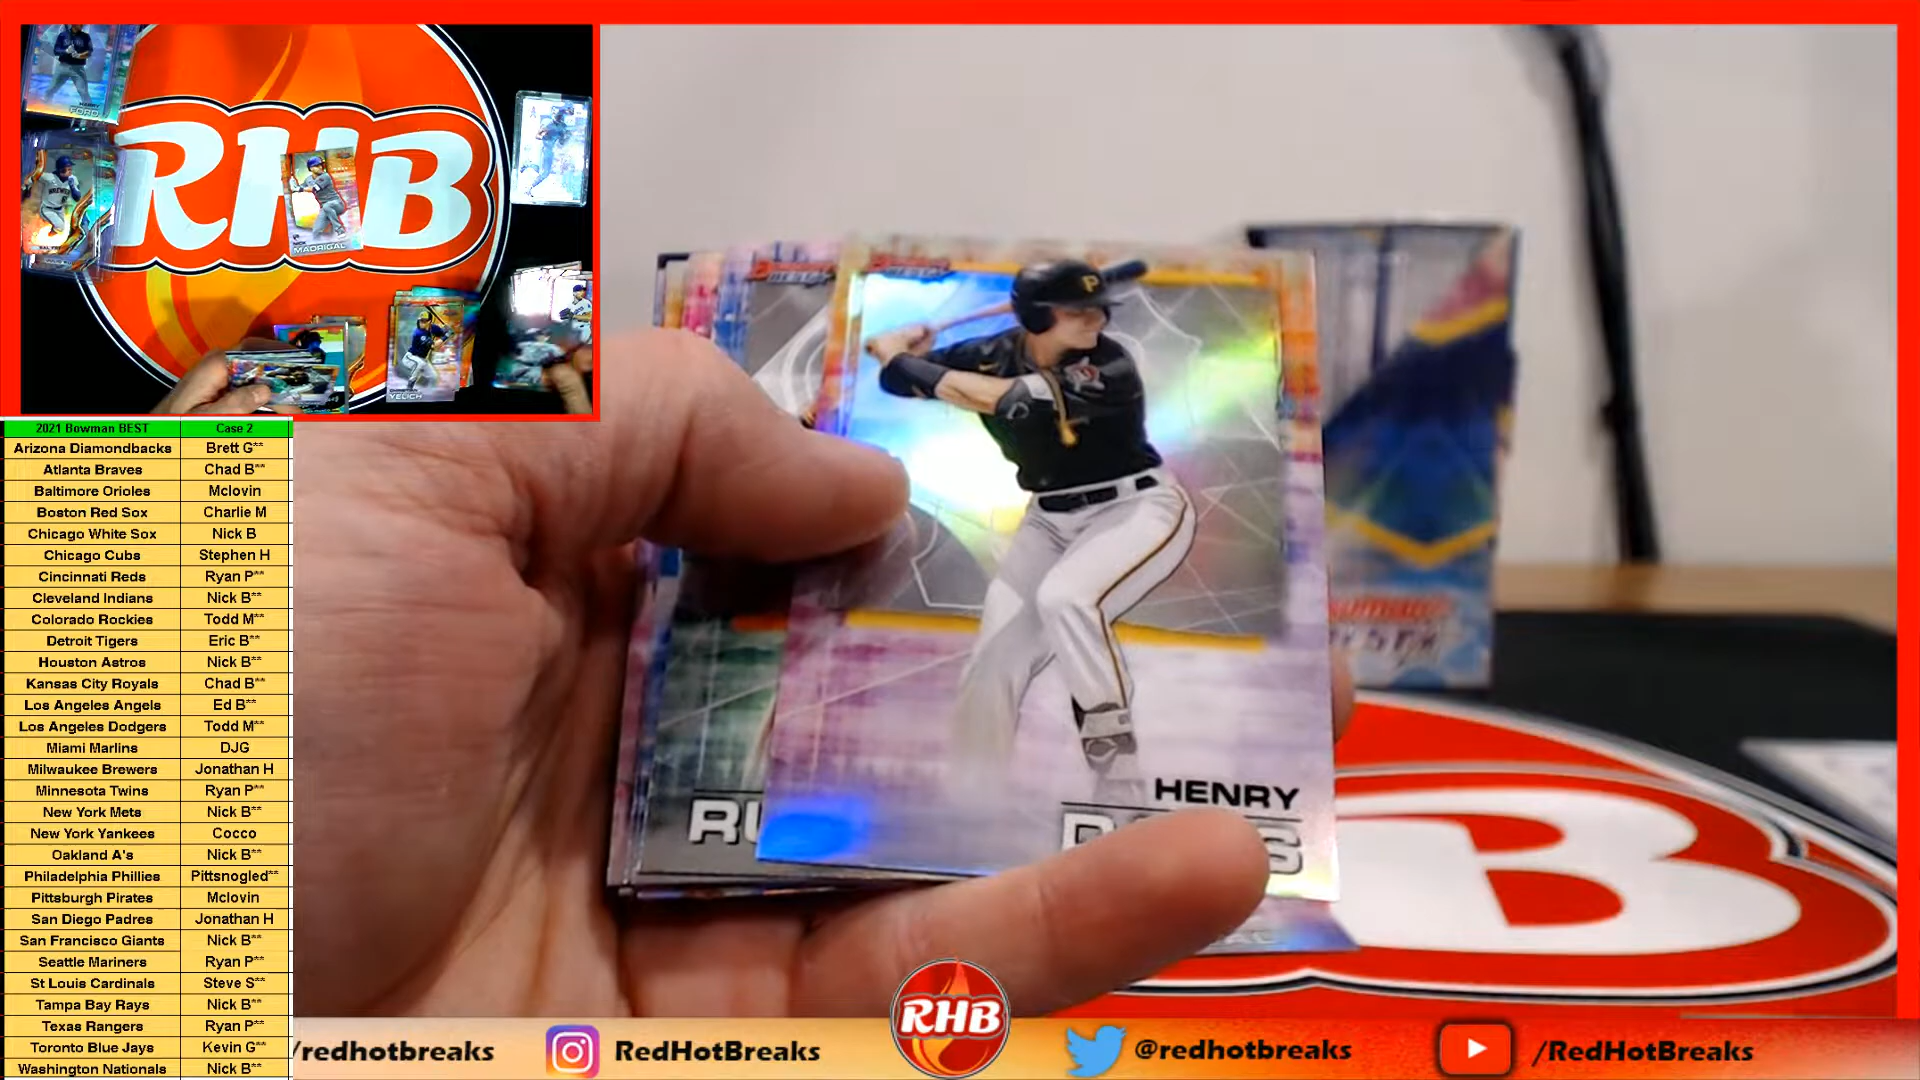 HARRY
FORD
RHB
NICK
MADRIGAL
YELICH
2021 Bowman BEST Case 2
Arizona Diamondbacks Brett G**
Atlanta Braves Chad B**
Baltimore Orioles Mclovin
Boston Red Sox Charlie M
Chicago White Sox Nick B
Chicago Cubs Stephen H
Cincinnati Reds Ryan P**
Cleveland Indians Nick B**
Colorado Rockies Todd M**
Detroit Tigers Eric B**
Houston Astros Nick B**
Kansas City Royals Chad B**
Los Angeles Angels Ed B**
Los Angeles Dodgers Todd M**
Miami Marlins DJG
Milwaukee Brewers Jonathan H
Minnesota Twins Ryan P**
New York Mets Nick B**
New York Yankees Cocco
Oakland A's Nick B**
Philadelphia Phillies Pittsnogled**
Pittsburgh Pirates Mclovin
San Diego Padres Jonathan H
San Francisco Giants Nick B**
Seattle Mariners Ryan P**
St Louis Cardinals Steve S**
Tampa Bay Rays Nick B**
Texas Rangers Ryan P**
Toronto Blue Jays Kevin G**
Washington Nationals Nick B**
P
HENRY
B
RHB
/redhotbreaks
RedHotBreaks
@redhotbreaks
/RedHotBreaks